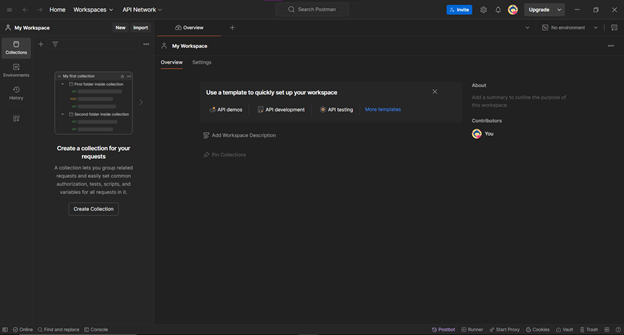 Home Workspaces API Network Search Postman Invite Upgrade
My Workspace New Import Overview No environment
Collections
Environments
History
My first collection
First folder inside collection
Second folder inside collection
Create a collection for your
requests
A collection lets you group related
requests and easily set common
authorization, tests, scripts, and
variables for all requests in it.
Create Collection
My Workspace
Overview Settings
Use a template to quickly set up your workspace
API demos API development API testing More templates
Add Workspace Description
Pin Collections
About
Add a summary to outline the purpose of
this workspace.
Contributors
You
Online Find and replace Console Postbot Runner Start Proxy Cookies Vault Trash